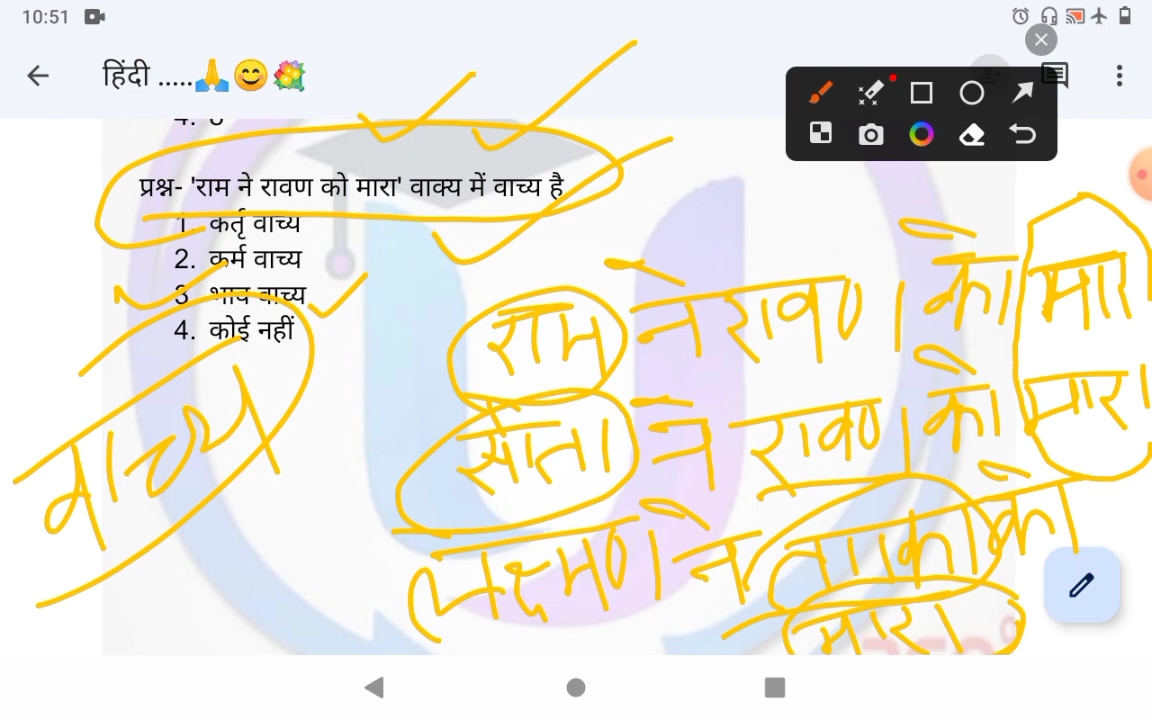 10:51
हिंदी .....🙏😊💐
प्रश्न- 'राम ने रावण को मारा' वाक्य में वाच्य है
1. कर्तृ वाच्य
2. कर्म वाच्य
3. भाव वाच्य
4. कोई नहीं
राम ने रावण को मारा
सीता ने रावण को मारा
लक्ष्मण ने को
मारा
वाच्य